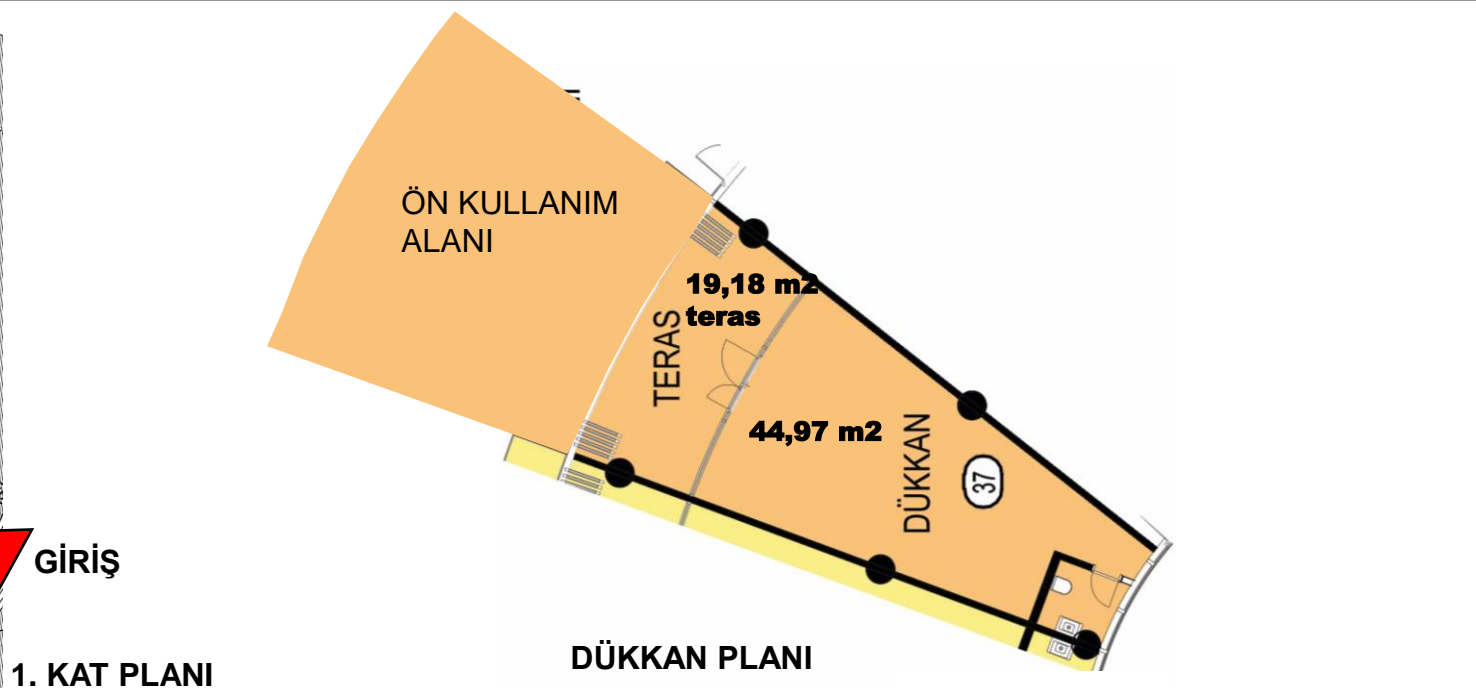 ÖN KULLANIM
ALANI
19,18 m2
teras
TERAS
44,97 m2
DÜKKAN
37
GİRİŞ
DÜKKAN PLANI
1. KAT PLANI